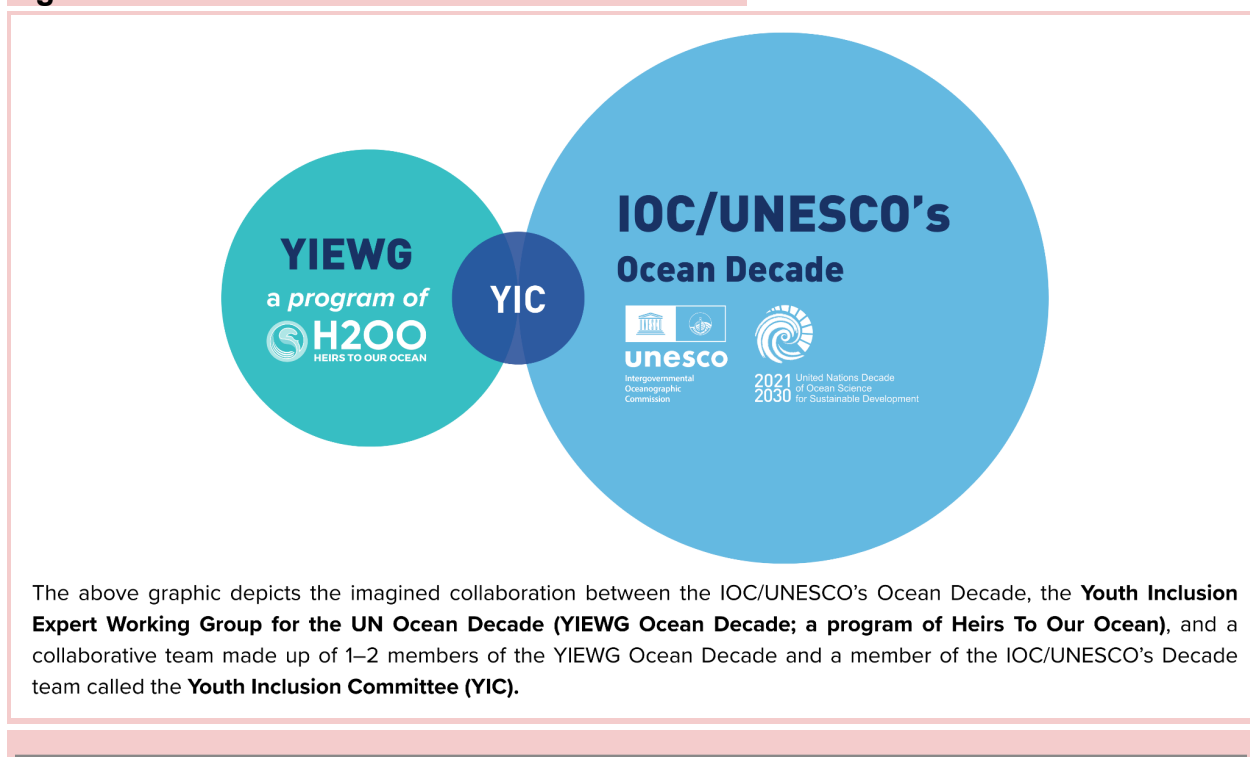 YIEWG
a program of
H2OO
HEIRS TO OUR OCEAN
YIC
IOC/UNESCO’s
Ocean Decade
unesco
Intergovernmental
Oceanographic
Commission
2021
2030
United Nations Decade
of Ocean Science
for Sustainable Development
The above graphic depicts the imagined collaboration between the IOC/UNESCO’s Ocean Decade, the Youth Inclusion
Expert Working Group for the UN Ocean Decade (YIEWG Ocean Decade; a program of Heirs To Our Ocean), and a
collaborative team made up of 1–2 members of the YIEWG Ocean Decade and a member of the IOC/UNESCO’s Decade
team called the Youth Inclusion Committee (YIC).